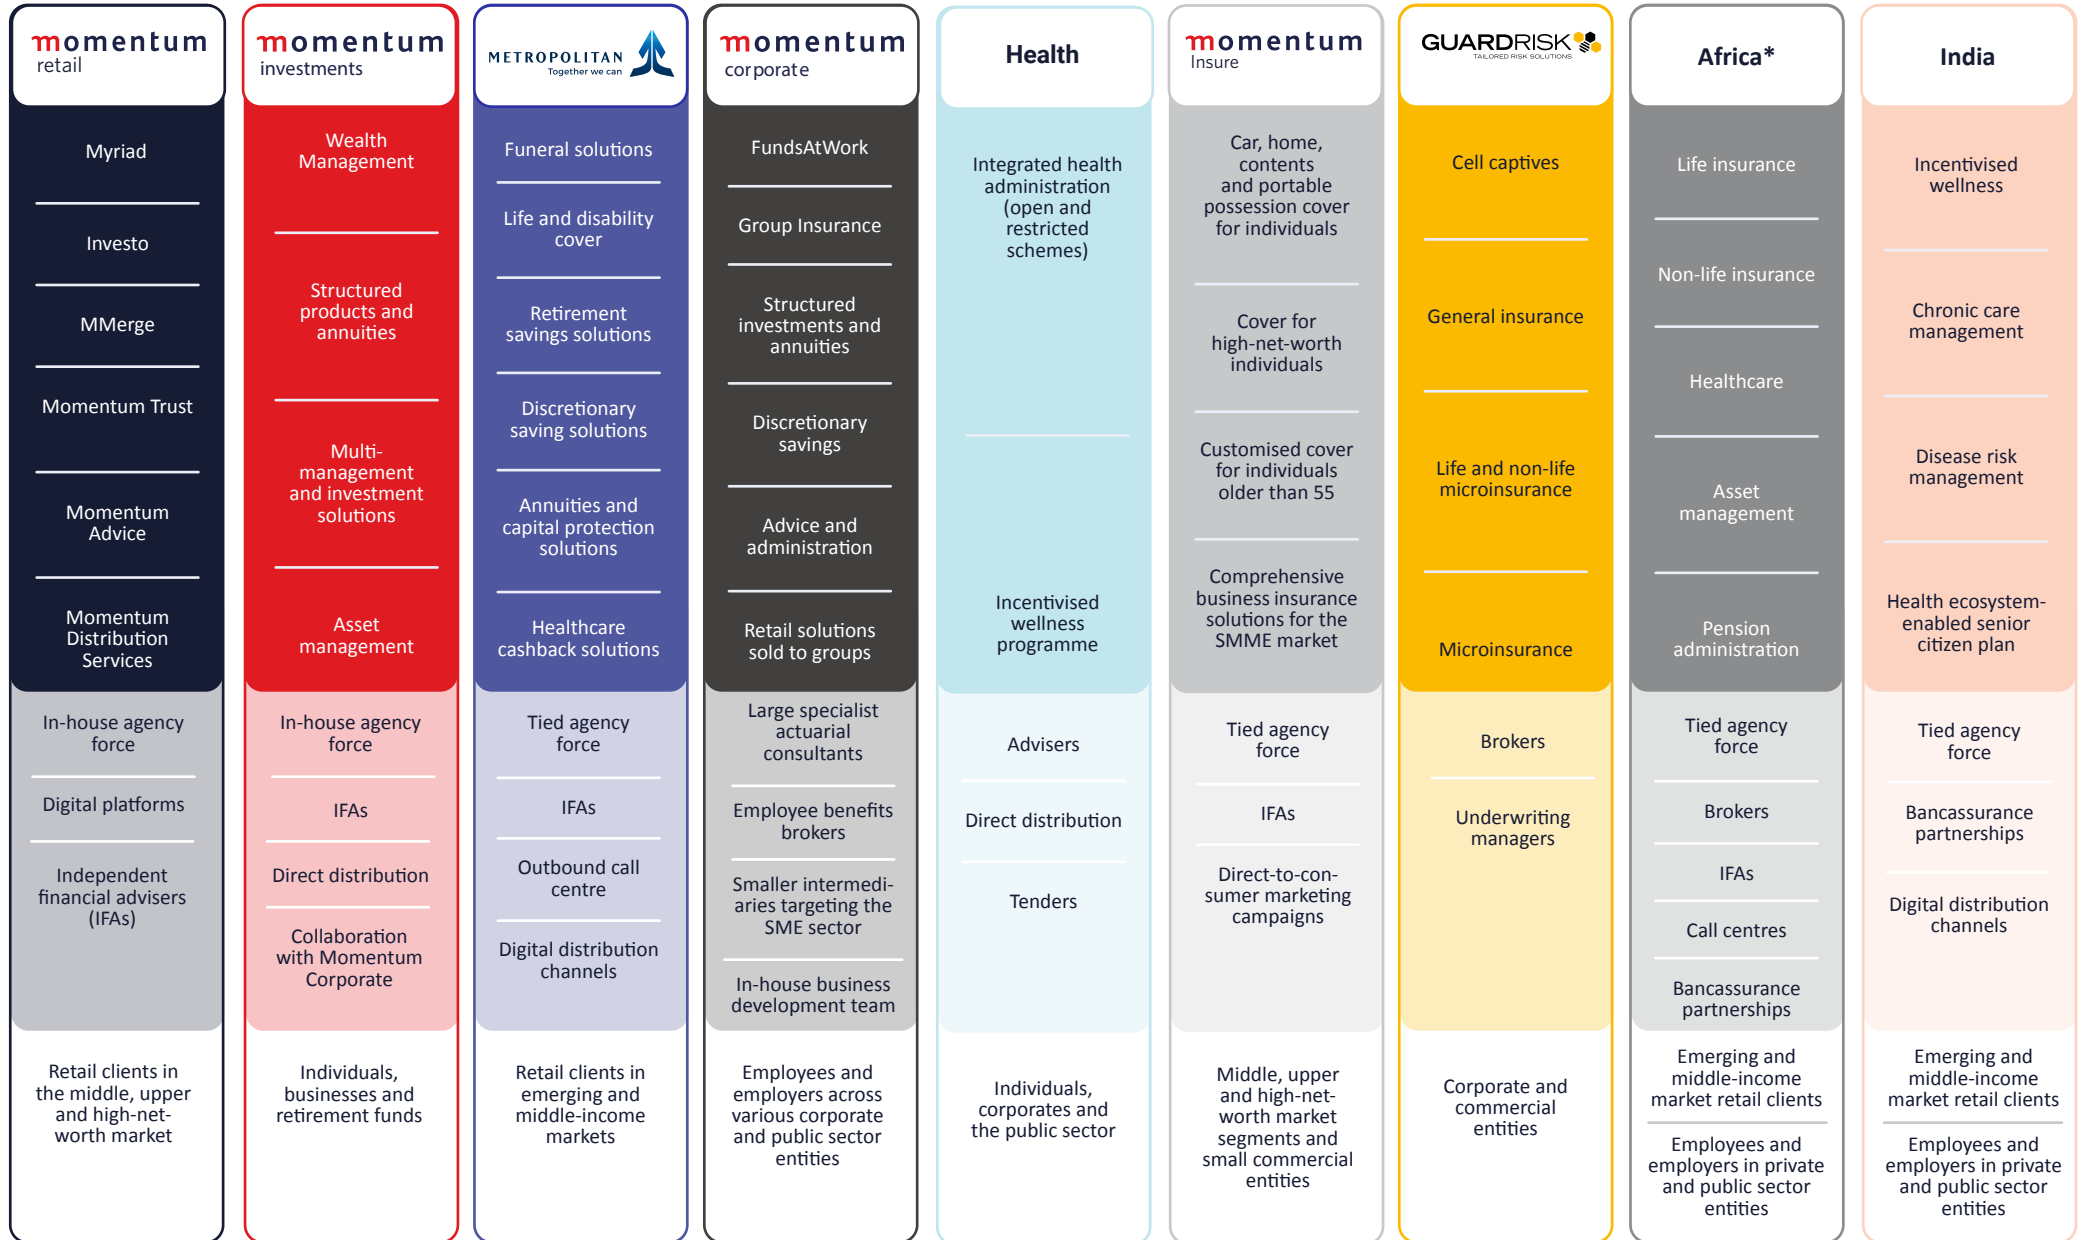 momentum
retail
Myriad
Investo
MMerge
Momentum Trust
Momentum
Advice
Momentum
Distribution
Services
In-house agency
force
Digital platforms
Independent
financial advisers
(IFAs)
Retail clients in
the middle, upper
and high-net-
worth market
momentum
investments
Wealth
Management
Structured
products and
annuities
Multi-
management
and investment
solutions
Asset
management
In-house agency
force
IFAs
Direct distribution
Collaboration
with Momentum
Corporate
Individuals,
businesses and
retirement funds
METROPOLITAN
Together we can
Funeral solutions
Life and disability
cover
Retirement
savings solutions
Discretionary
saving solutions
Annuities and
capital protection
solutions
Healthcare
cashback solutions
Tied agency
force
IFAs
Outbound call
centre
Digital distribution
channels
Retail clients in
emerging and
middle-income
markets
momentum
corporate
FundsAtWork
Group Insurance
Structured
investments and
annuities
Discretionary
savings
Advice and
administration
Retail solutions
sold to groups
Large specialist
actuarial
consultants
Employee benefits
brokers
Smaller intermedi-
aries targeting the
SME sector
In-house business
development team
Employees and
employers across
various corporate
and public sector
entities
Health
Integrated health
administration
(open and
restricted
schemes)
Incentivised
wellness
programme
Advisers
Direct distribution
Tenders
Individuals,
corporates and
the public sector
momentum
Insure
Car, home,
contents
and portable
possession cover
for individuals
Cover for
high-net-worth
individuals
Customised cover
for individuals
older than 55
Comprehensive
business insurance
solutions for the
SMME market
Tied agency
force
IFAs
Direct-to-con-
sumer marketing
campaigns
Middle, upper
and high-net-
worth market
segments and
small commercial
entities
GUARDRISK
TAILORED RISK SOLUTIONS
Cell captives
General insurance
Life and non-life
microinsurance
Microinsurance
Brokers
Underwriting
managers
Corporate and
commercial
entities
Africa*
Life insurance
Non-life insurance
Healthcare
Asset
management
Pension
administration
Tied agency
force
Brokers
IFAs
Call centres
Bancassurance
partnerships
Emerging and
middle-income
market retail clients
Employees and
employers in private
and public sector
entities
India
Incentivised
wellness
Chronic care
management
Disease risk
management
Health ecosystem-
enabled senior
citizen plan
Tied agency
force
Bancassurance
partnerships
Digital distribution
channels
Emerging and
middle-income
market retail clients
Employees and
employers in private
and public sector
entities